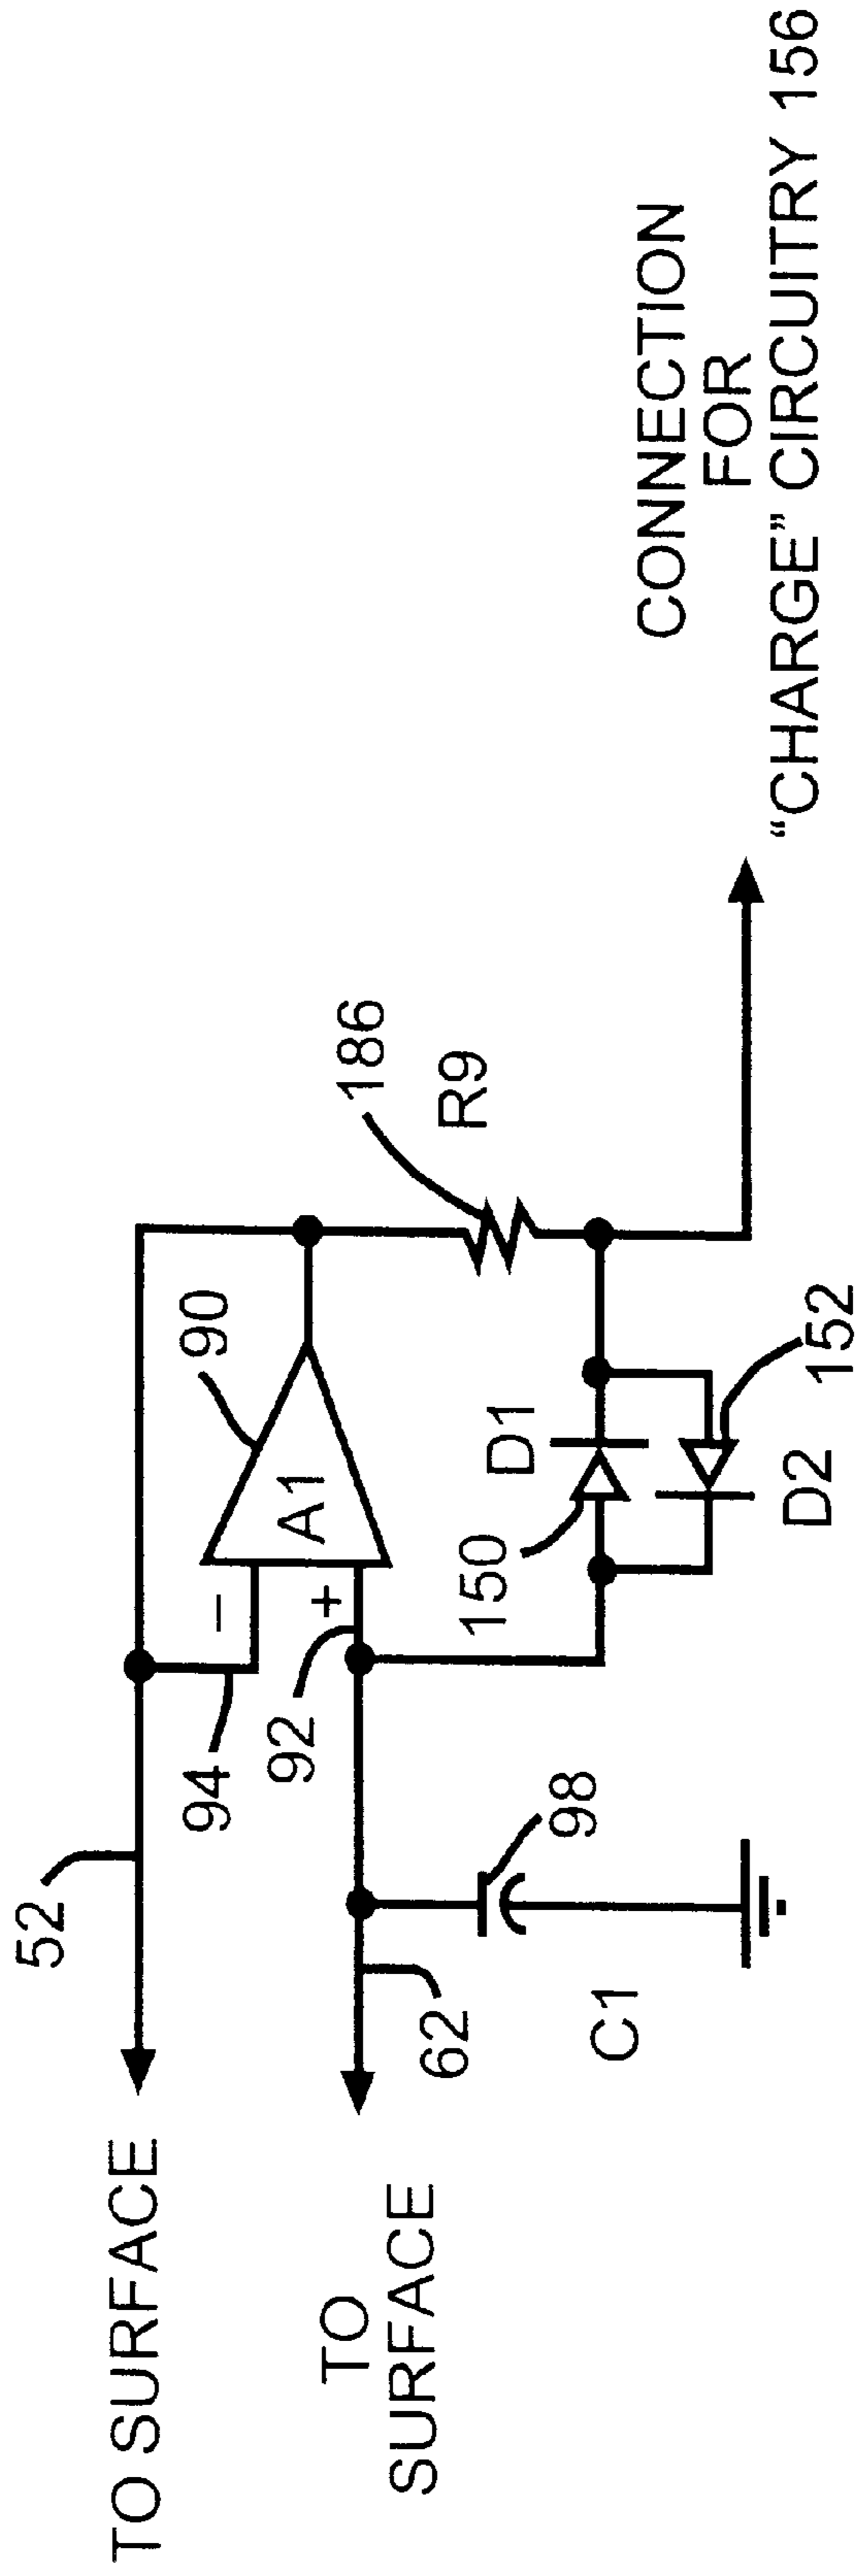 TO SURFACE
52
94
−
90
A1
+
92
186
R9
TO
SURFACE
62
98
C1
150
D1
D2
152
CONNECTION
FOR
“CHARGE” CIRCUITRY 156